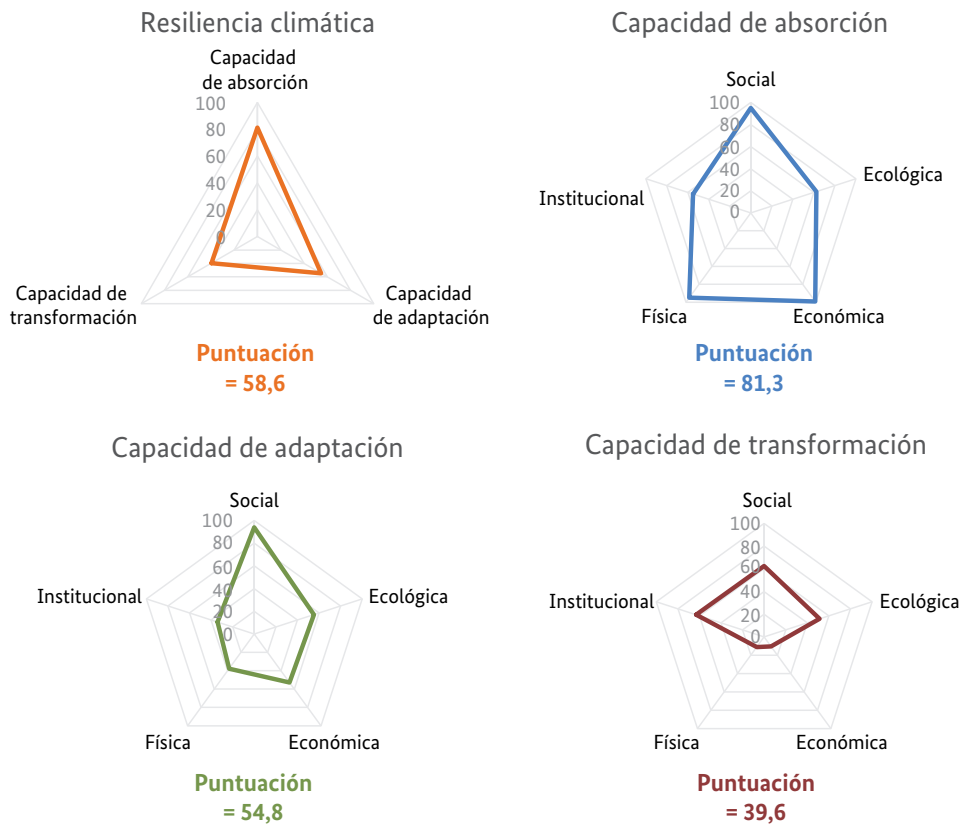 Resiliencia climática
Capacidad
de absorción
100
80
60
40
20
0
Capacidad de
transformación
Capacidad
de adaptación
Puntuación
= 58,6
Capacidad de absorción
Social
100
80
60
40
20
0
Ecológica
Institucional
Física
Económica
Puntuación
= 81,3
Capacidad de adaptación
Social
100
80
60
40
20
0
Institucional
Ecológica
Física
Económica
Puntuación
= 54,8
Capacidad de transformación
Social
100
80
60
40
20
0
Institucional
Ecológica
Física
Económica
Puntuación
= 39,6